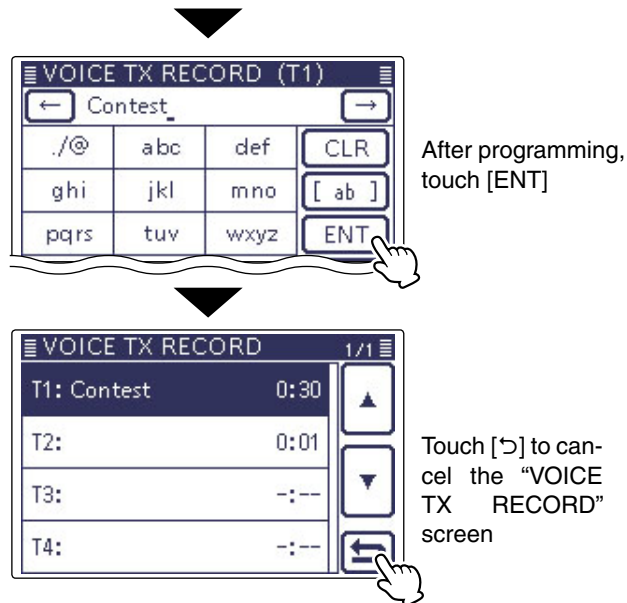 VOICE TX RECORD (T1)
← Contest_ →
./@ abc def CLR
ghi jkl mno [ ab ]
pqrs tuv wxyz ENT
After programming,
touch [ENT]
VOICE TX RECORD 1/1
T1: Contest 0:30
▲
T2: 0:01
▼
T3: -:--
T4: -:--
Touch [⮌] to can-
cel the “VOICE
TX RECORD”
screen